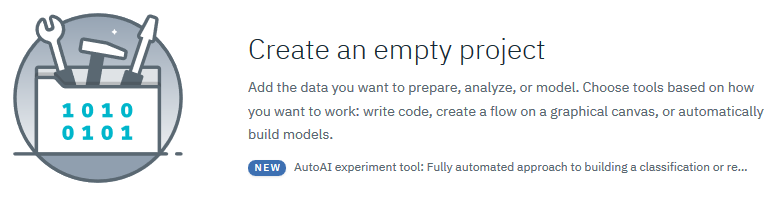 1010
0101
Create an empty project
Add the data you want to prepare, analyze, or model. Choose tools based on how
you want to work: write code, create a flow on a graphical canvas, or automatically
build models.
NEW AutoAI experiment tool: Fully automated approach to building a classification or re...